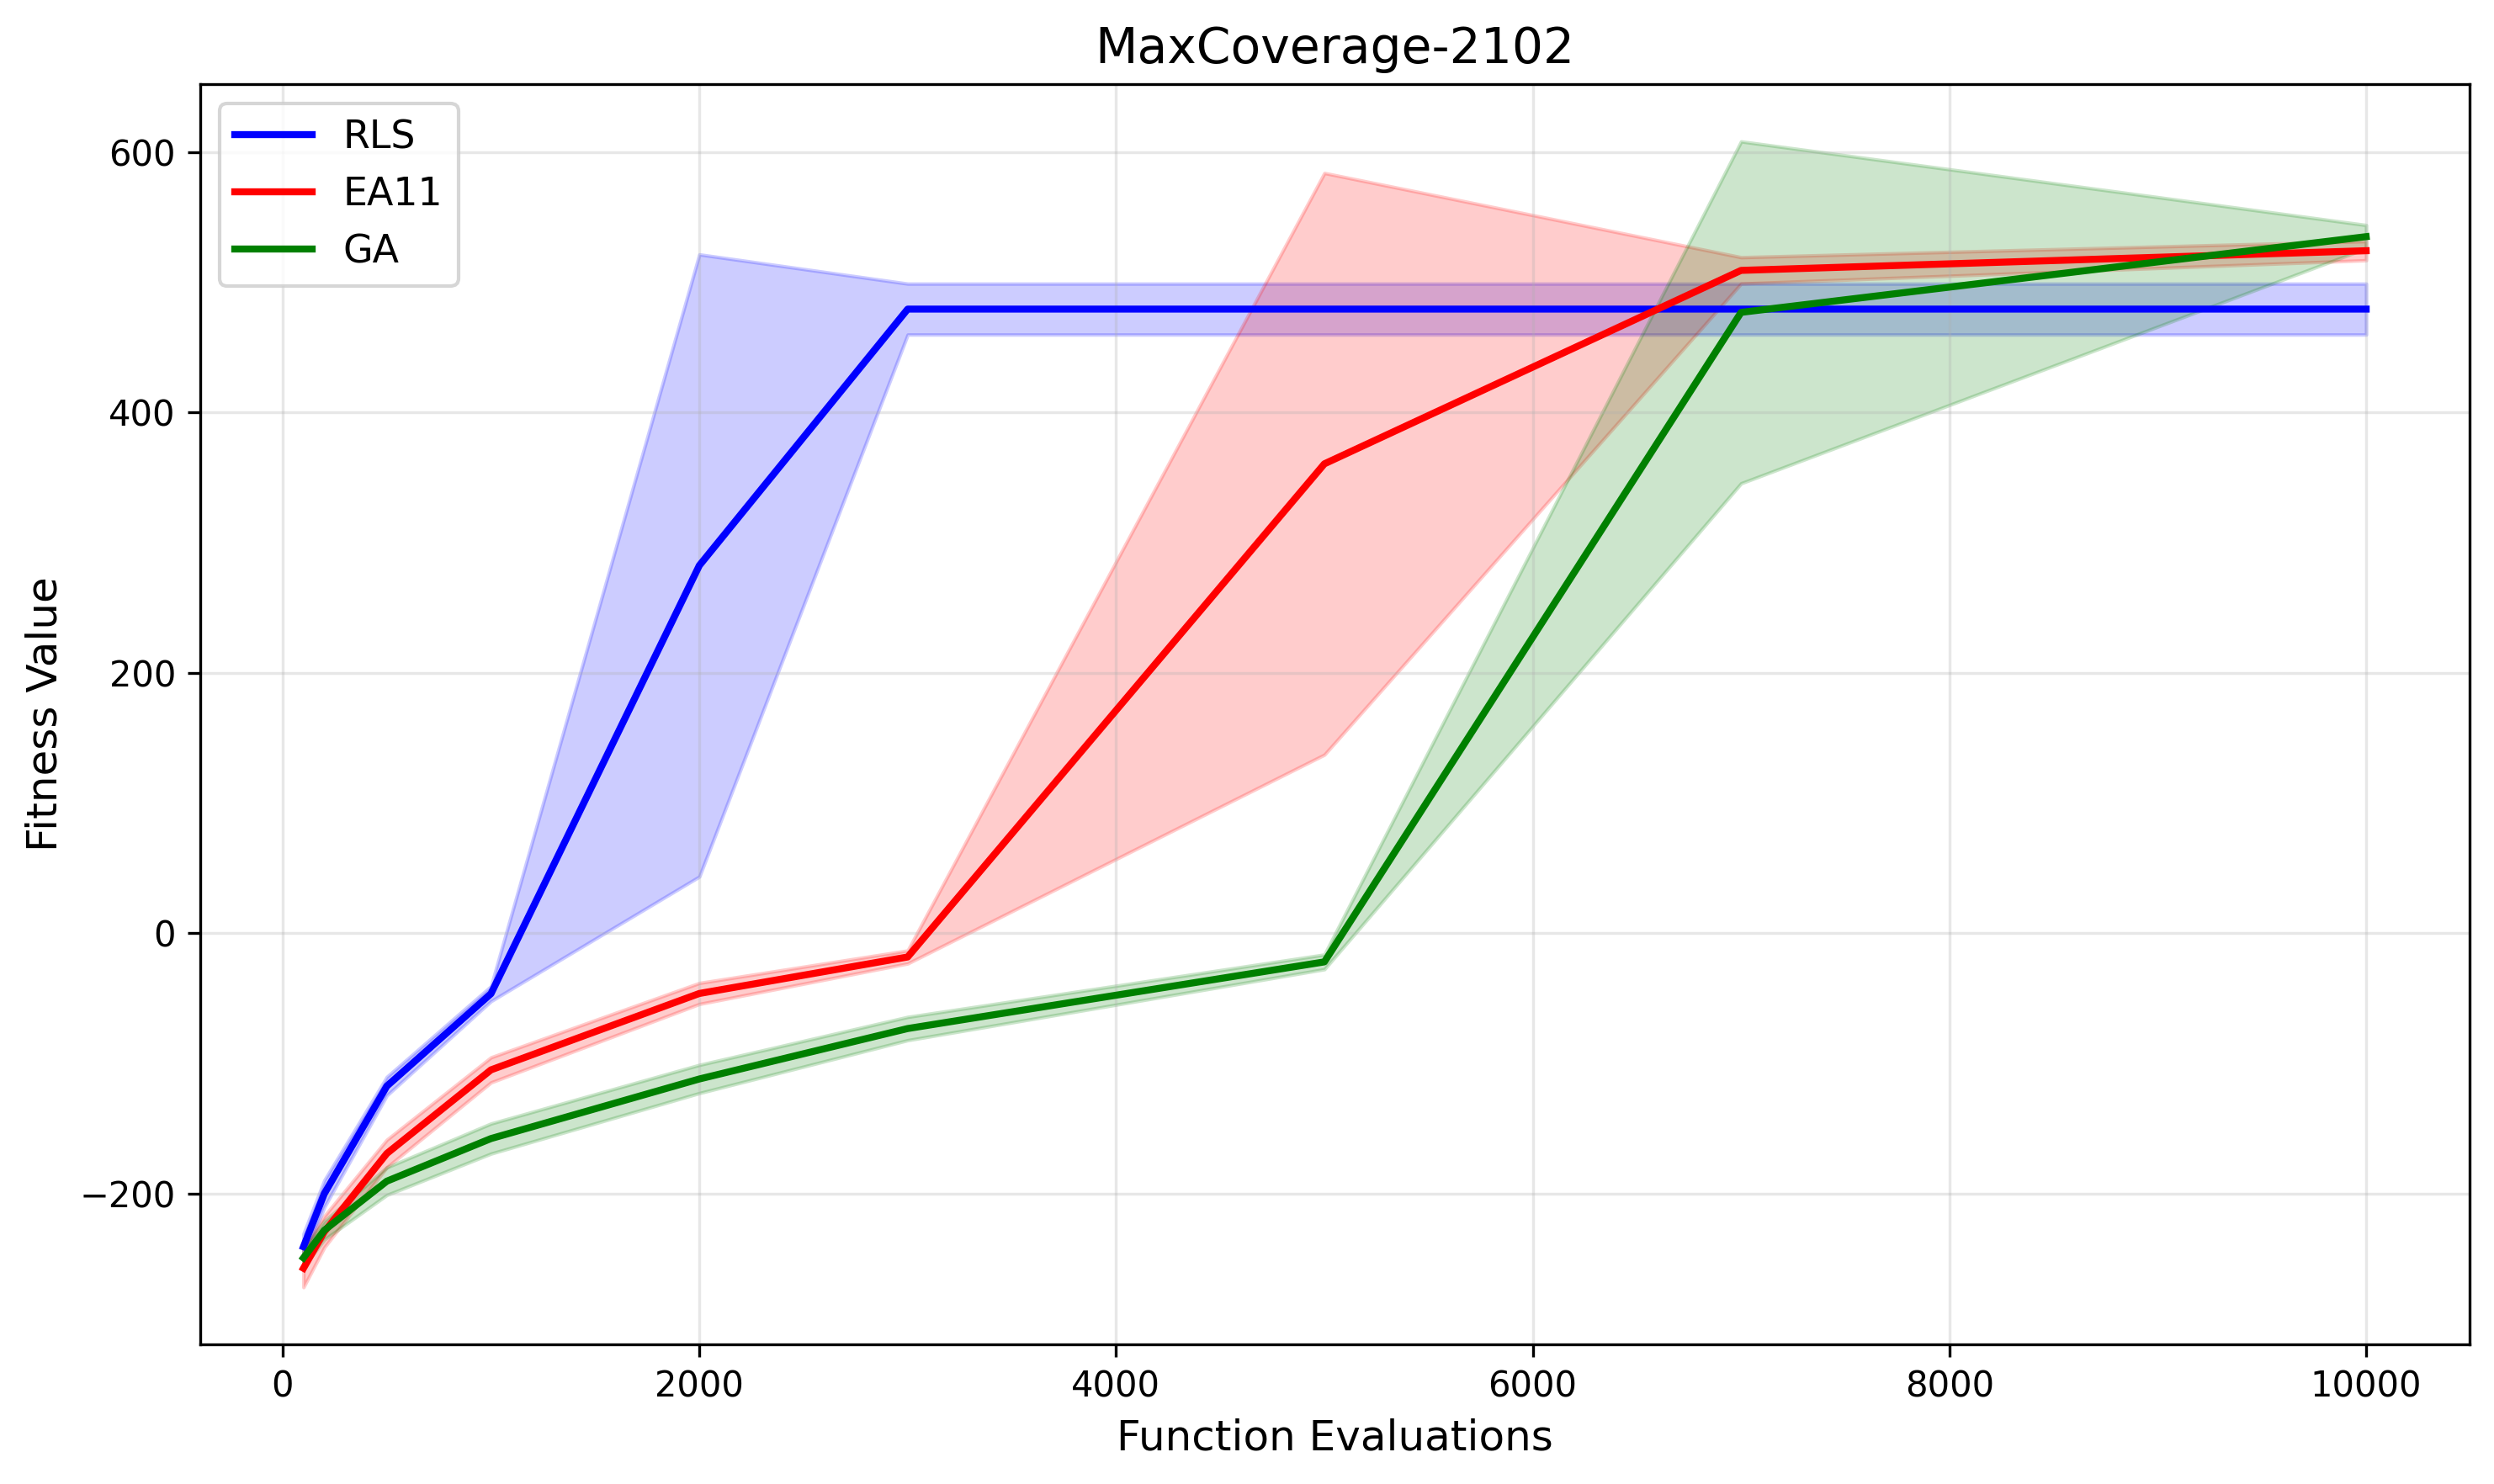 MaxCoverage-2102
RLS
EA11
GA
Fitness Value
600
400
200
0
−200
0 2000 4000 6000 8000 10000
Function Evaluations